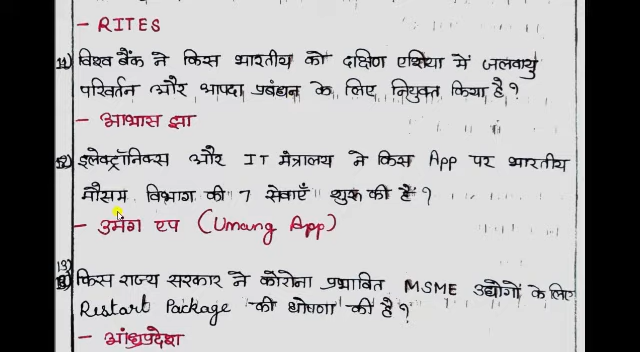 - RITES
11) विश्व बैंक ने किस भारतीय को दक्षिण एशिया में जलवायु
परिवर्तन और आपदा प्रबंधन के लिए नियुक्त किया है?
- आभास झा
12) इलेक्ट्रॉनिक्स और IT मंत्रालय ने किस App पर भारतीय
मौसम विभाग की 7 सेवाएँ शुरू की है?
- उमंग एप (Umang App)
13) किस राज्य सरकार ने कोरोना प्रभावित MSME उद्योगों के लिए
Restart Package की घोषणा की है?
- आंध्रप्रदेश